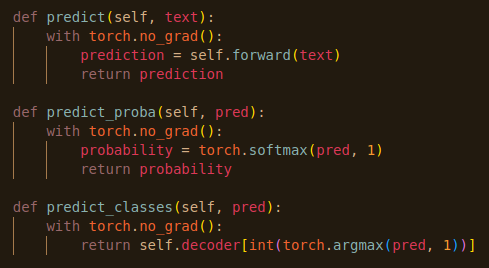 def predict(self, text):
    with torch.no_grad():
        prediction = self.forward(text)
        return prediction

def predict_proba(self, pred):
    with torch.no_grad():
        probability = torch.softmax(pred, 1)
        return probability

def predict_classes(self, pred):
    with torch.no_grad():
        return self.decoder[int(torch.argmax(pred, 1))]